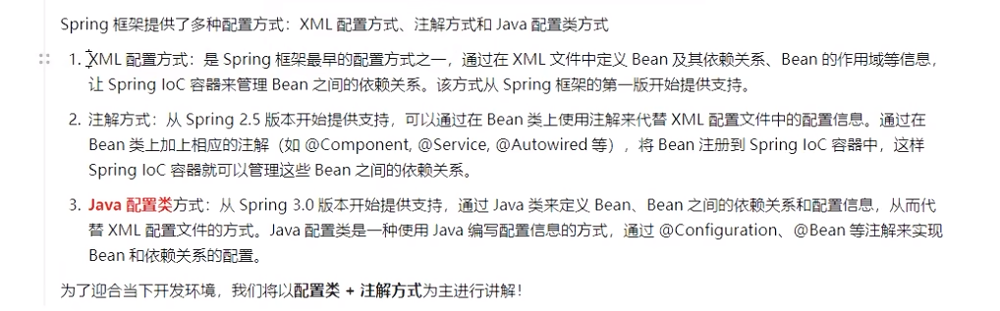 Spring 框架提供了多种配置方式：XML 配置方式、注解方式和 Java 配置类方式
1. XML 配置方式：是 Spring 框架最早的配置方式之一，通过在 XML 文件中定义 Bean 及其依赖关系、Bean 的作用域等信息，
让 Spring IoC 容器来管理 Bean 之间的依赖关系。该方式从 Spring 框架的第一版开始提供支持。
2. 注解方式：从 Spring 2.5 版本开始提供支持，可以通过在 Bean 类上使用注解来代替 XML 配置文件中的配置信息。通过在
Bean 类上加上相应的注解（如 @Component, @Service, @Autowired 等），将 Bean 注册到 Spring IoC 容器中，这样
Spring IoC 容器就可以管理这些 Bean 之间的依赖关系。
3. Java 配置类方式：从 Spring 3.0 版本开始提供支持，通过 Java 类来定义 Bean、Bean 之间的依赖关系和配置信息，从而代
替 XML 配置文件的方式。Java 配置类是一种使用 Java 编写配置信息的方式，通过 @Configuration、@Bean 等注解来实现
Bean 和依赖关系的配置。
为了迎合当下开发环境，我们将以配置类 + 注解方式为主进行讲解！